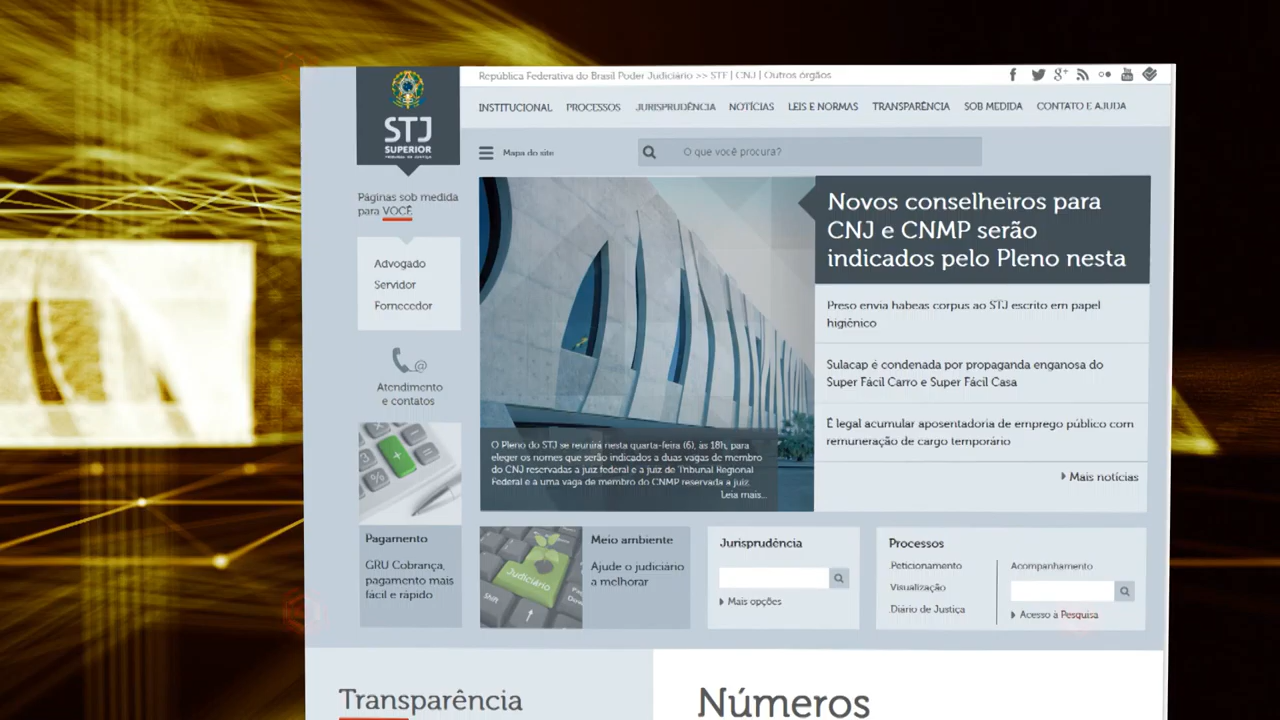 República Federativa do Brasil Poder Judiciário >> STF | CNJ | Outros órgãos
INSTITUCIONAL PROCESSOS JURISPRUDÊNCIA NOTÍCIAS LEIS E NORMAS TRANSPARÊNCIA SOB MEDIDA CONTATO E AJUDA
STJ
SUPERIOR
TRIBUNAL DE JUSTIÇA
Mapa do site
O que você procura?
Páginas sob medida
para VOCÊ
Advogado
Servidor
Fornecedor
Atendimento
e contatos
Novos conselheiros para
CNJ e CNMP serão
indicados pelo Pleno nesta
Preso envia habeas corpus ao STJ escrito em papel
higiênico
Sulacap é condenada por propaganda enganosa do
Super Fácil Carro e Super Fácil Casa
É legal acumular aposentadoria de emprego público com
remuneração de cargo temporário
Mais notícias
O Pleno do STJ se reunirá nesta quarta-feira (6), às 18h, para
eleger os nomes que serão indicados a duas vagas de membro
do CNJ reservadas a juiz federal e a juiz de Tribunal Regional
Federal e a uma vaga de membro do CNMP reservada a juiz.
Leia mais...
Pagamento
GRU Cobrança,
pagamento mais
fácil e rápido
Judiciário
Shift
Meio ambiente
Ajude o judiciário
a melhorar
Jurisprudência
Mais opções
Processos
Peticionamento
Visualização
Diário de Justiça
Acompanhamento
Acesso à Pesquisa
Transparência
Números